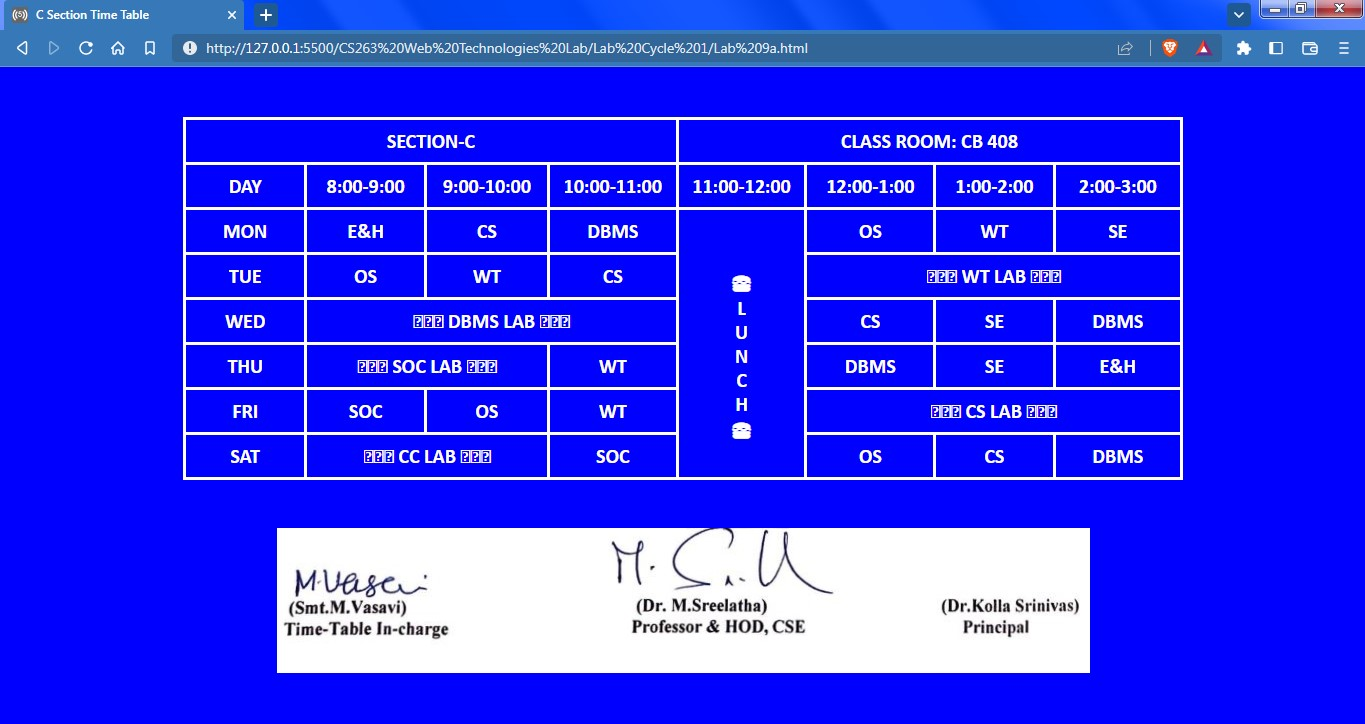 C Section Time Table
http://127.0.0.1:5500/CS263%20Web%20Technologies%20Lab/Lab%20Cycle%201/Lab%209a.html
SECTION-C CLASS ROOM: CB 408
DAY 8:00-9:00 9:00-10:00 10:00-11:00 11:00-12:00 12:00-1:00 1:00-2:00 2:00-3:00
MON E&H CS DBMS OS WT SE
TUE OS WT CS WT LAB
WED DBMS LAB CS SE DBMS
THU SOC LAB WT DBMS SE E&H
FRI SOC OS WT CS LAB
SAT CC LAB SOC OS CS DBMS
L
U
N
C
H
M.Vasavi
(Smt.M.Vasavi) (Dr. M.Sreelatha) (Dr.Kolla Srinivas)
Time-Table In-charge Professor & HOD, CSE Principal